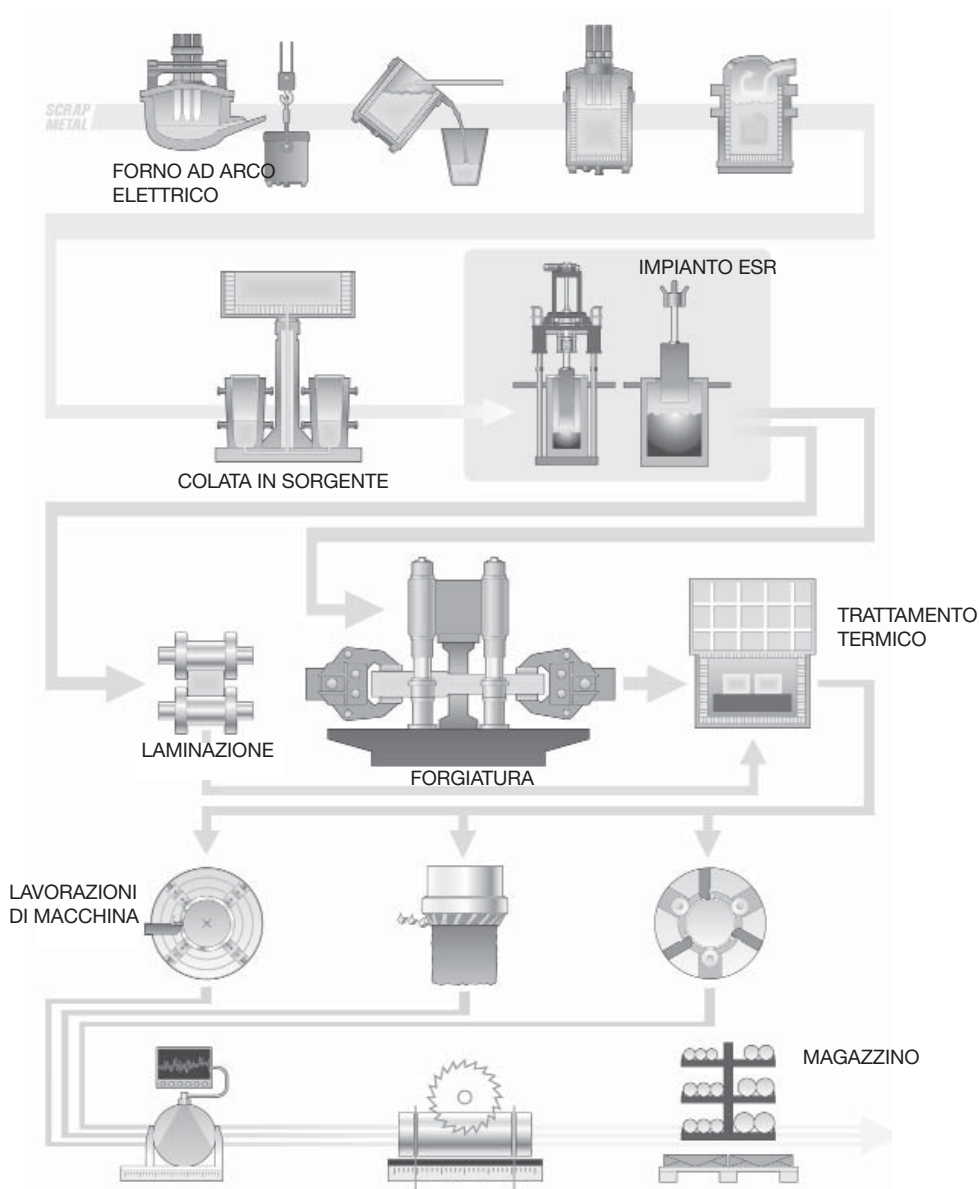 SCRAP
METAL
FORNO AD ARCO
ELETTRICO
IMPIANTO ESR
COLATA IN SORGENTE
TRATTAMENTO
TERMICO
LAMINAZIONE
FORGIATURA
LAVORAZIONI
DI MACCHINA
MAGAZZINO